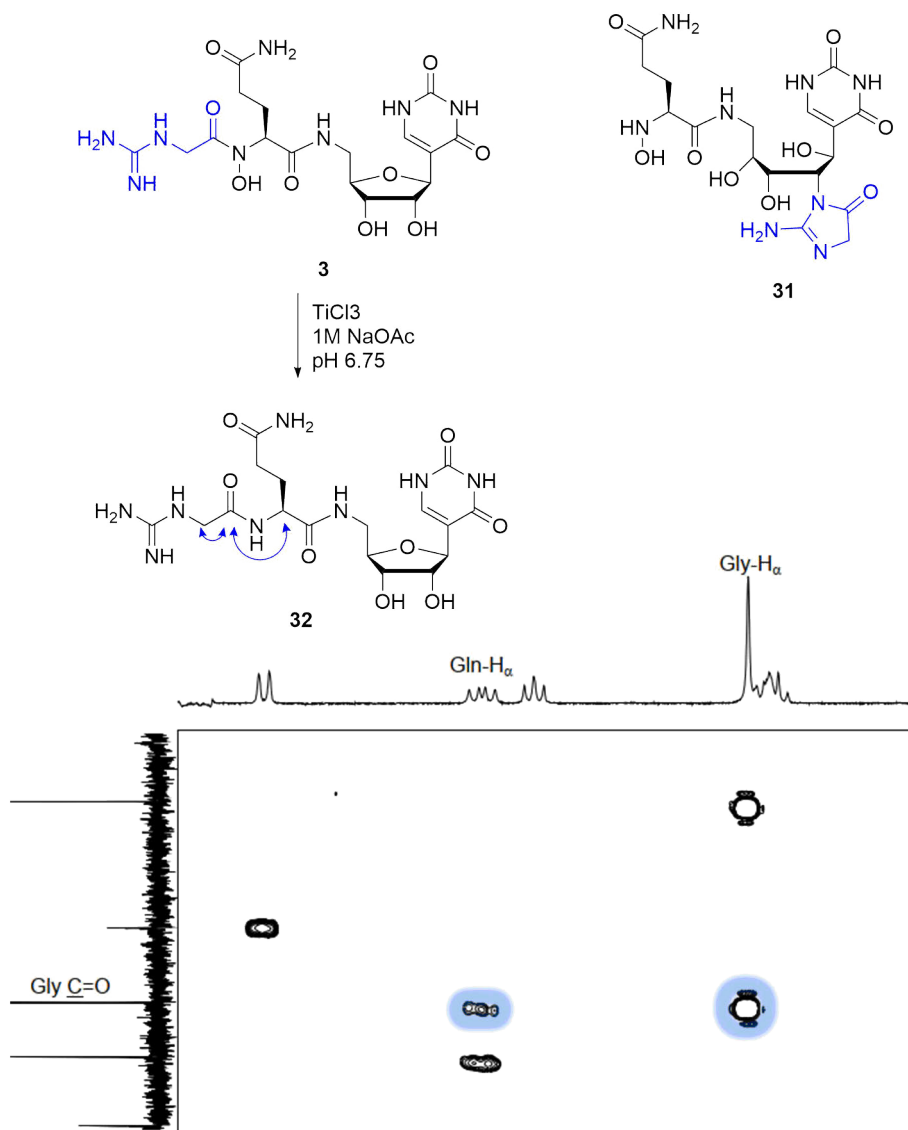 O NH2
O NH2
O
HN NH
O
O
HN NH
O
O
H
N
H2N
NH
N
OH
O
H
N
O
OH OH
3
HN
OH
O
H
N
HO
HO
OH
N
O
H2N
N
31
TiCl3
1M NaOAc
pH 6.75
O NH2
O
HN NH
O
H
N
H2N
NH
O
N
H
O
H
N
O
OH OH
32
Gly-Hα
Gln-Hα
Gly C=O